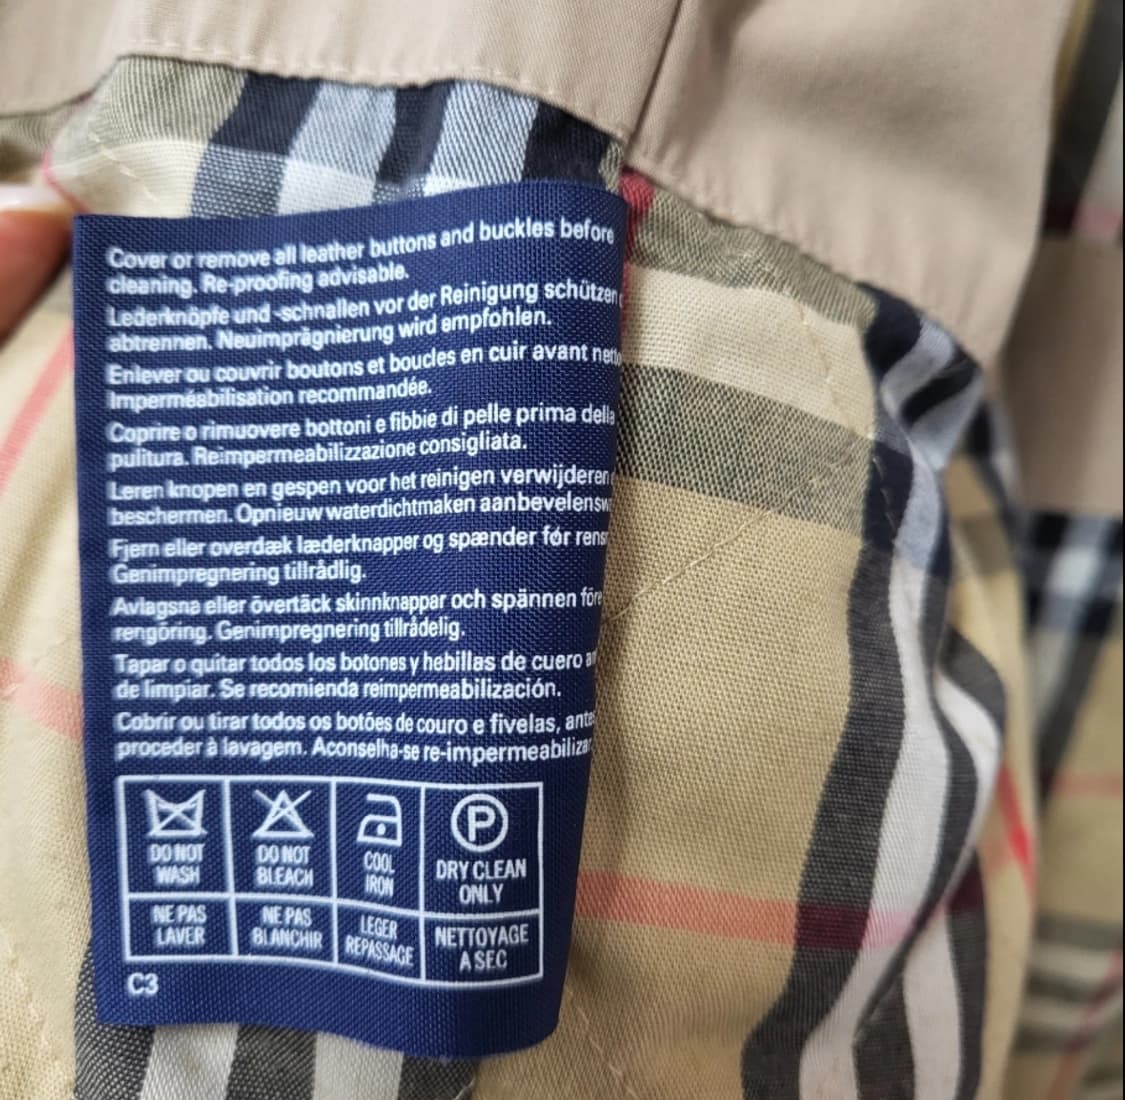 Cover or remove all leather buttons and buckles before
cleaning. Re-proofing advisable.
Lederknöpfe und -schnallen vor der Reinigung schützen
abtrennen. Neuimprägnierung wird empfohlen.
Enlever ou couvrir boutons et boucles en cuir avant
Imperméabilisation recommandée.
Coprire o rimuovere bottoni e fibbie di pelle prima della
pulitura. Reimpermeabilizzazione consigliata.
Leren knopen en gespen voor het reinigen verwijderen
beschermen. Opnieuw waterdichtmaken
Fjern eller overdæk læderknapper og spænder før
Genimpregnering tillrådlig.
Avlagsna eller övertäck skinnknappar och spännen före
rengöring. Genimpregnering tillrådelig.
Tapar o quitar todos los botones y hebillas de cuero
de limpiar. Se recomienda reimpermeabilización.
Cobrir ou tirar todos os botões de couro e fivelas,
proceder à lavagem. Aconselha-se
DO NOT
WASH
DO NOT
BLEACH
COOL
IRON
P
DRY CLEAN
ONLY
NE PAS
LAVER
NE PAS
BLANCHIR
LEGER
REPASSAGE
NETTOYAGE
A SEC
C3